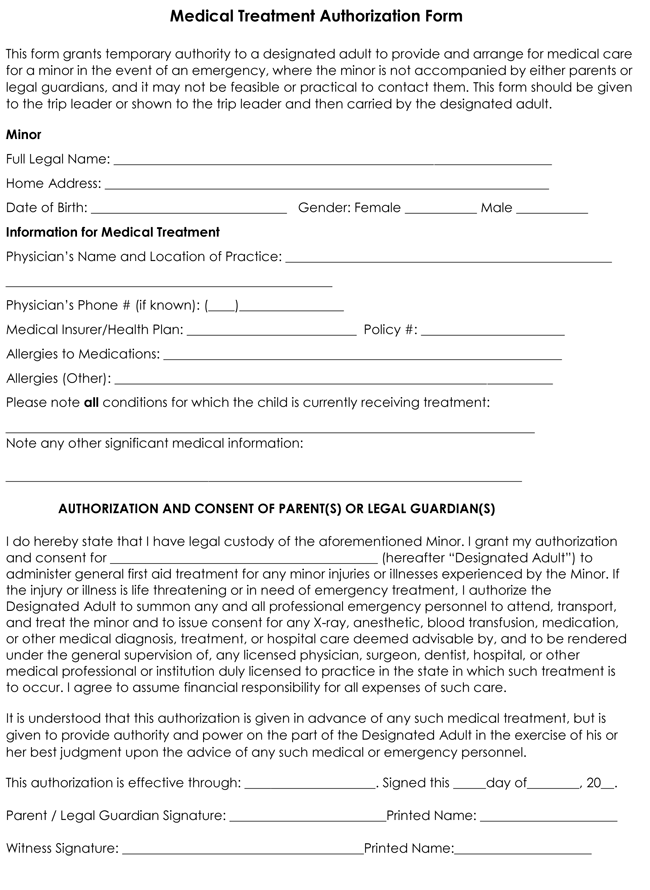 Medical Treatment Authorization Form
This form grants temporary authority to a designated adult to provide and arrange for medical care
for a minor in the event of an emergency, where the minor is not accompanied by either parents or
legal guardians, and it may not be feasible or practical to contact them. This form should be given
to the trip leader or shown to the trip leader and then carried by the designated adult.
Minor
Full Legal Name: ____________________
Home Address: ____________________
Date of Birth: ____________________ Gender: Female __________ Male __________
Information for Medical Treatment
Physician’s Name and Location of Practice: ____________________
____________________
Physician’s Phone # (if known): (____)______________
Medical Insurer/Health Plan: ____________________ Policy #: ____________________
Allergies to Medications: ____________________
Allergies (Other): ____________________
Please note all conditions for which the child is currently receiving treatment:
____________________
Note any other significant medical information:
____________________
AUTHORIZATION AND CONSENT OF PARENT(S) OR LEGAL GUARDIAN(S)
I do hereby state that I have legal custody of the aforementioned Minor. I grant my authorization
and consent for ____________________ (hereafter “Designated Adult”) to
administer general first aid treatment for any minor injuries or illnesses experienced by the Minor. If
the injury or illness is life threatening or in need of emergency treatment, I authorize the
Designated Adult to summon any and all professional emergency personnel to attend, transport,
and treat the minor and to issue consent for any X-ray, anesthetic, blood transfusion, medication,
or other medical diagnosis, treatment, or hospital care deemed advisable by, and to be rendered
under the general supervision of, any licensed physician, surgeon, dentist, hospital, or other
medical professional or institution duly licensed to practice in the state in which such treatment is
to occur. I agree to assume financial responsibility for all expenses of such care.
It is understood that this authorization is given in advance of any such medical treatment, but is
given to provide authority and power on the part of the Designated Adult in the exercise of his or
her best judgment upon the advice of any such medical or emergency personnel.
This authorization is effective through: __________________. Signed this _____day of_______, 20__.
Parent / Legal Guardian Signature: ____________________Printed Name: ____________________
Witness Signature: ____________________Printed Name:____________________